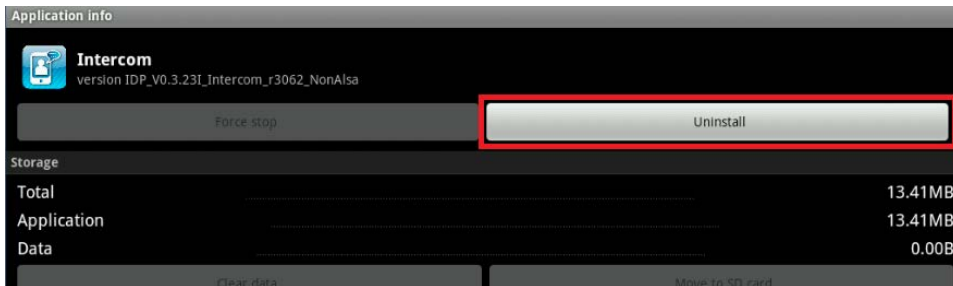 Application info
Intercom
version IDP_V0.3.23I_Intercom_r3062_NonAlsa
Force stop Uninstall
Storage
Total 13.41MB
Application 13.41MB
Data 0.00B
Clear data Move to SD card